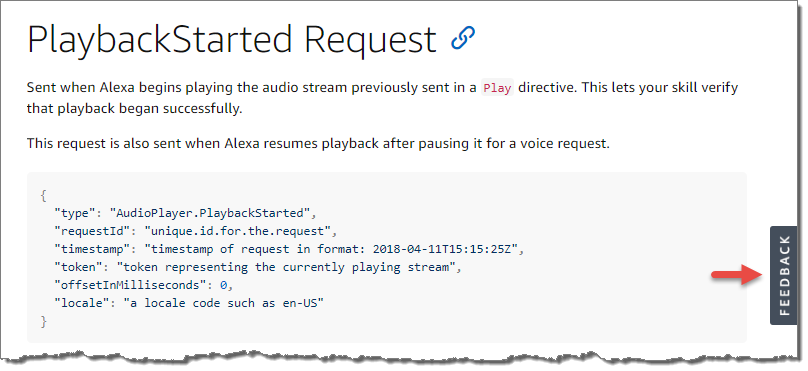 PlaybackStarted Request
Sent when Alexa begins playing the audio stream previously sent in a Play directive. This lets your skill verify
that playback began successfully.
This request is also sent when Alexa resumes playback after pausing it for a voice request.
{
  "type": "AudioPlayer.PlaybackStarted",
  "requestId": "unique.id.for.the.request",
  "timestamp": "timestamp of request in format: 2018-04-11T15:15:25Z",
  "token": "token representing the currently playing stream",
  "offsetInMilliseconds": 0,
  "locale": "a locale code such as en-US"
}
FEEDBACK